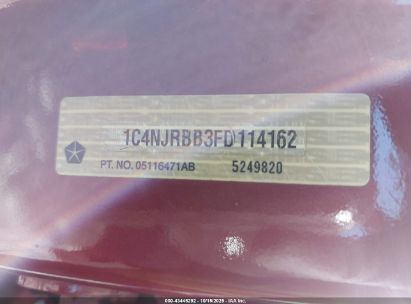 1C4NJRBB3FD114162
PT. NO. 05116471AB 5249820